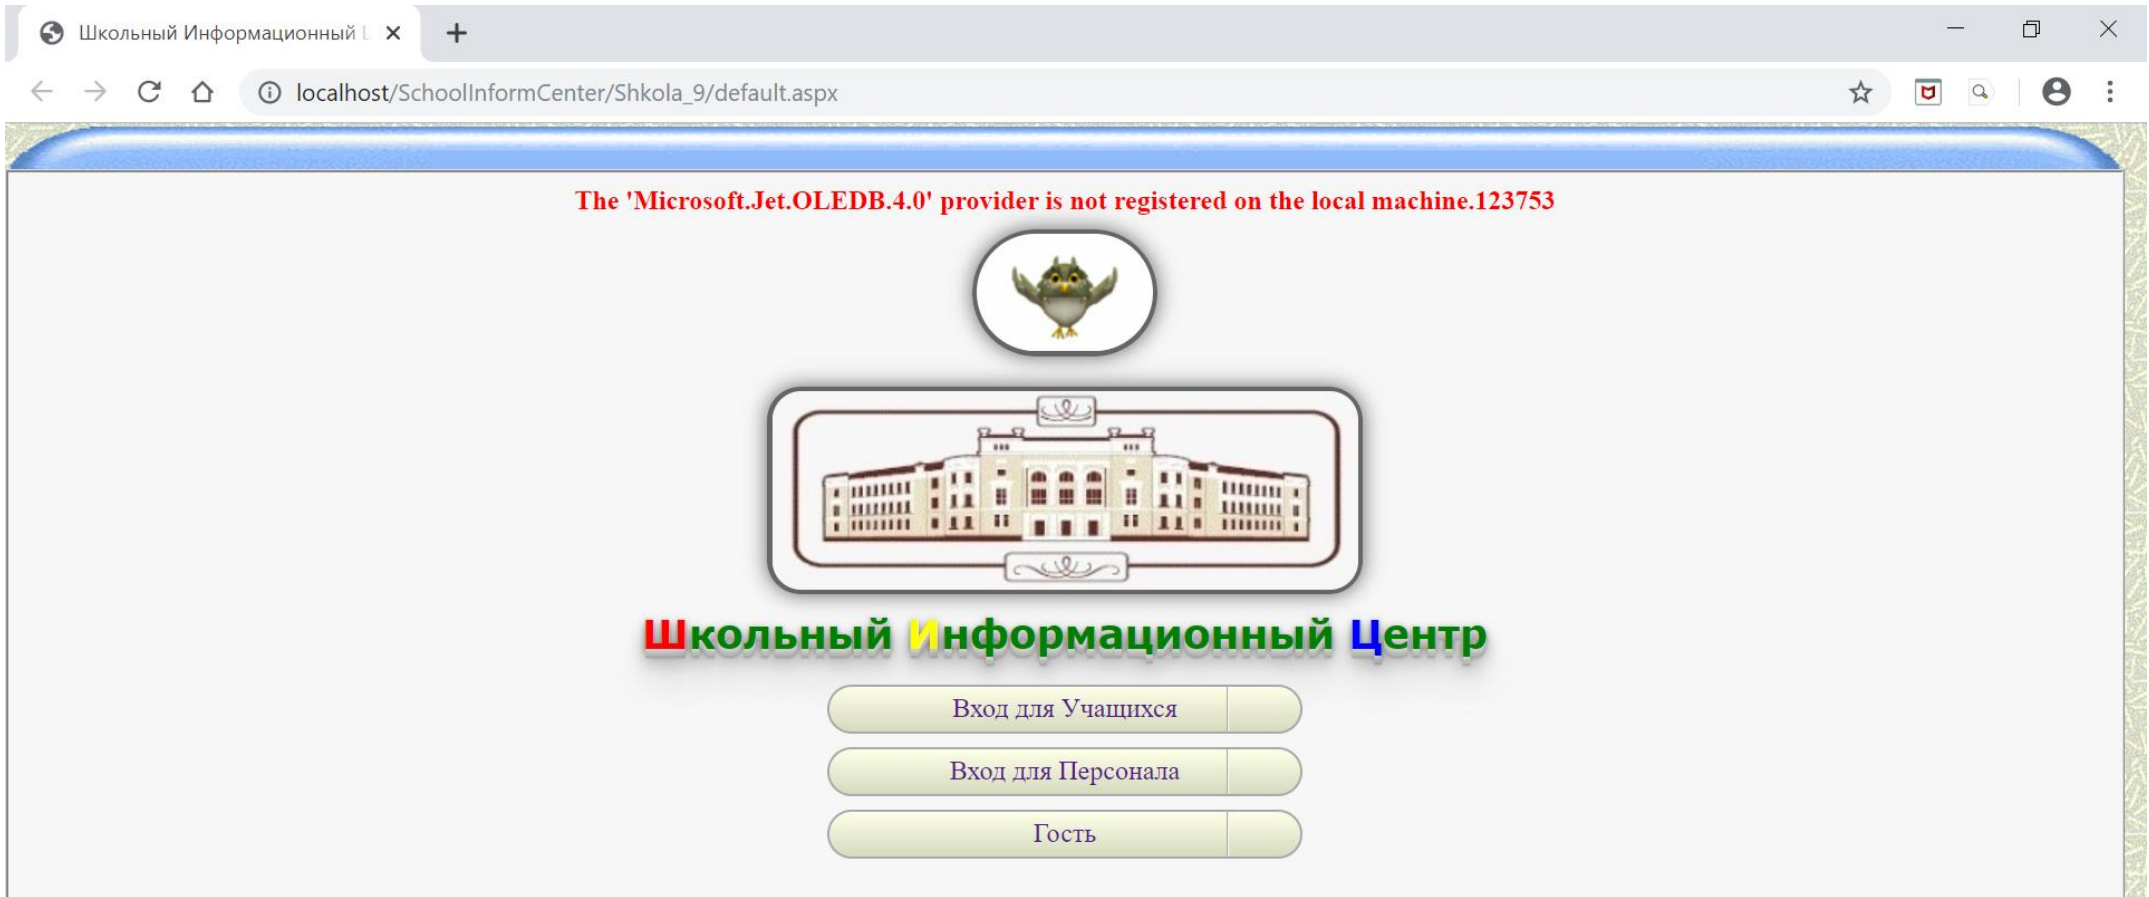 Школьный Информационный
localhost/SchoolInformCenter/Shkola_9/default.aspx
The 'Microsoft.Jet.OLEDB.4.0' provider is not registered on the local machine.123753
Школьный Информационный Центр
Вход для Учащихся
Вход для Персонала
Гость